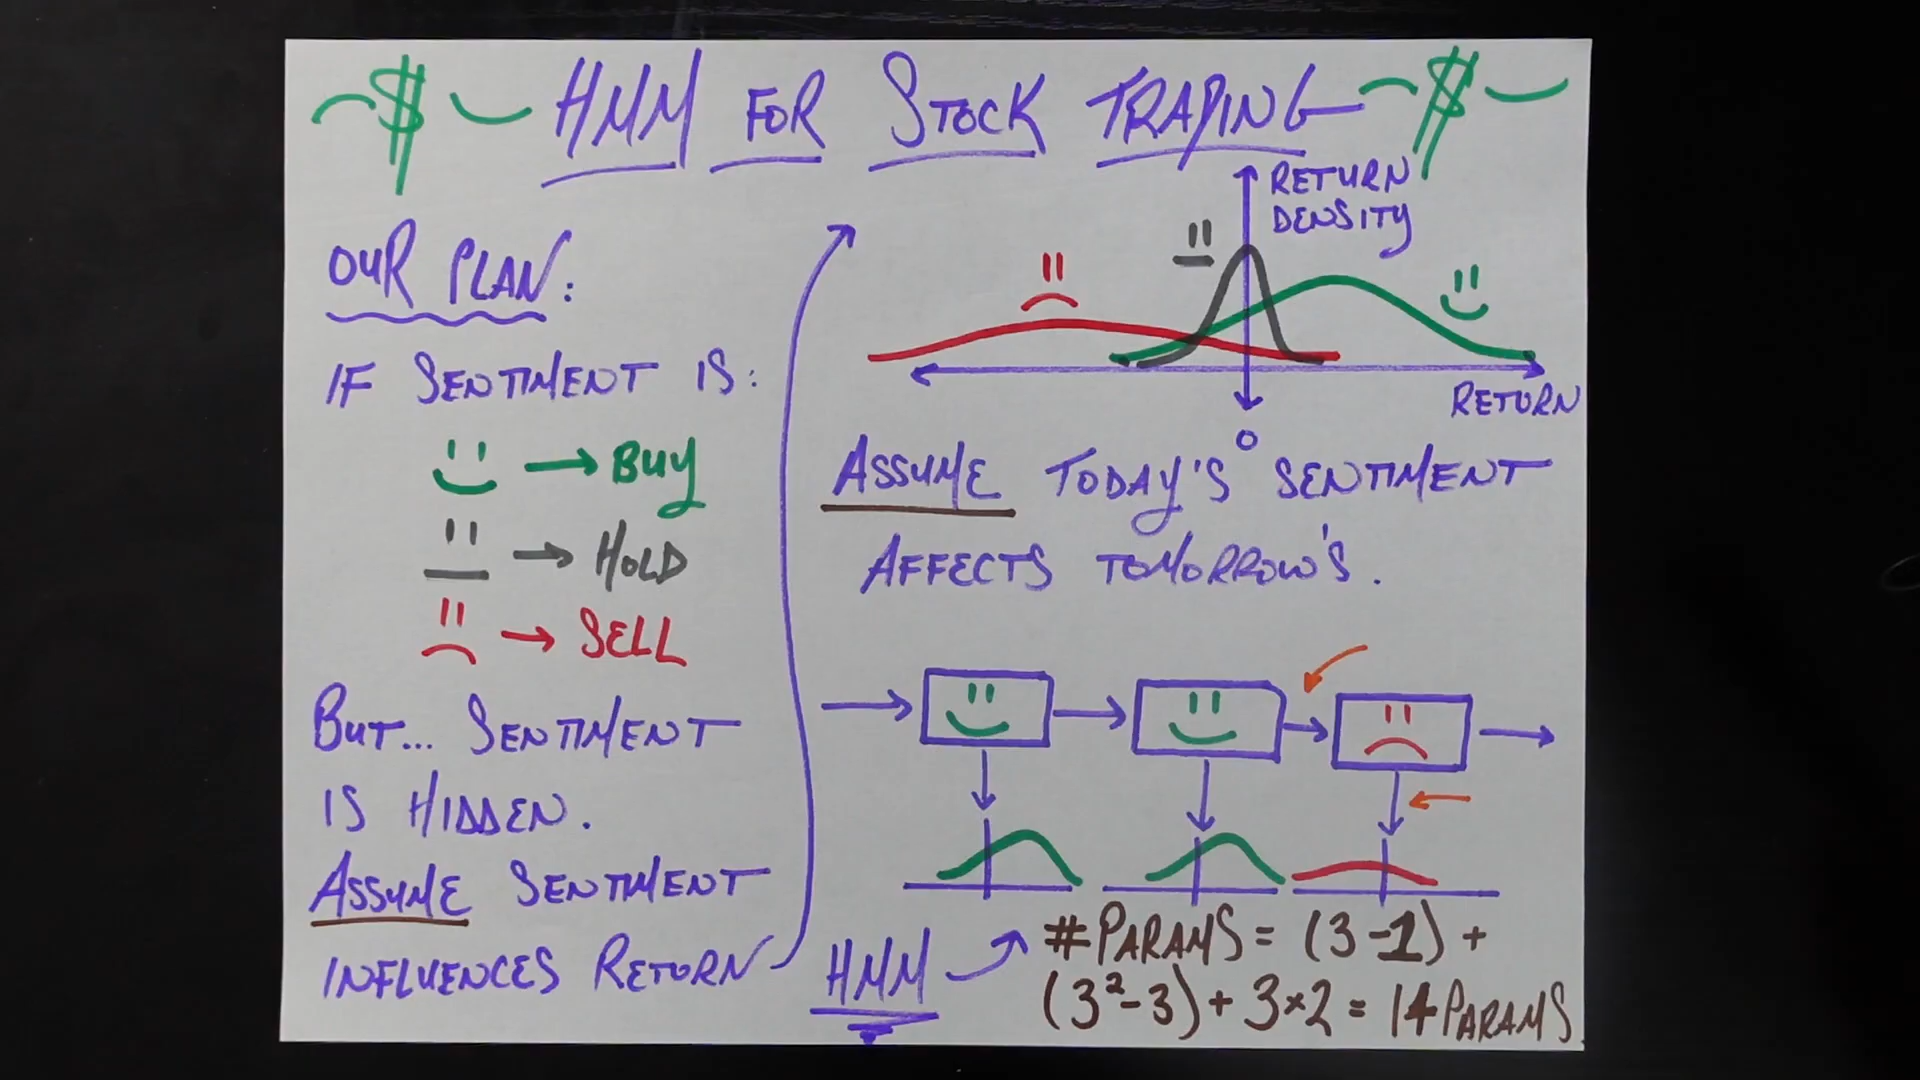 $ HMM FOR STOCK TRADING $
OUR PLAN:
IF SENTIMENT IS:
→ BUY
→ HOLD
→ SELL
BUT... SENTIMENT
IS HIDDEN.
ASSUME SENTIMENT
INFLUENCES RETURN
RETURN
DENSITY
RETURN
0
ASSUME TODAY'S SENTIMENT
AFFECTS TOMORROW'S.
HMM
#PARAMS = (3-1) +
(3²-3) + 3×2 = 14 PARAMS